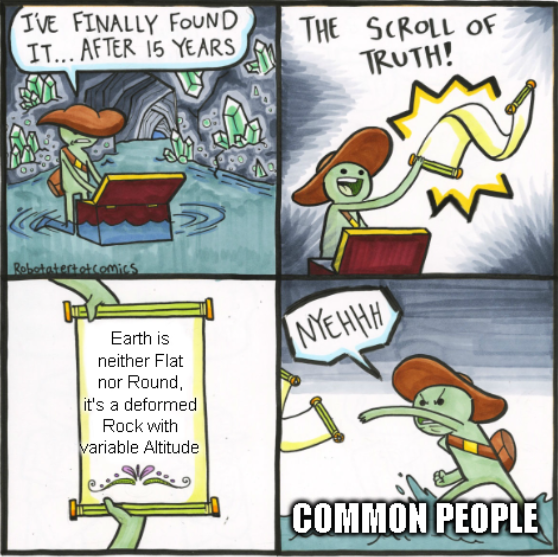 I'VE FINALLY FOUND
IT... AFTER 15 YEARS
THE SCROLL OF
TRUTH!
Robotatertotcomics
Earth is
neither Flat
nor Round,
it's a deformed
Rock with
variable Altitude
NYEHHH
COMMON PEOPLE